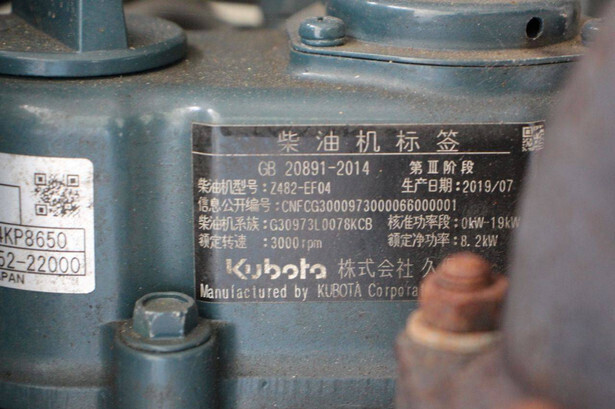 柴油机标签
GB 20891-2014 第Ⅲ阶段
柴油机型号: Z482-EF04 生产日期: 2019/07
信息公开编号: CNFCG3000973000066000001
柴油机系族: G30973L0078KCB 核准功率段: 0kW-19kW
额定转速 : 3000rpm 额定净功率: 8.2kW
Kubota 株式会社
Manufactured by KUBOTA Corpora
4KP8650
52-22000
JAPAN